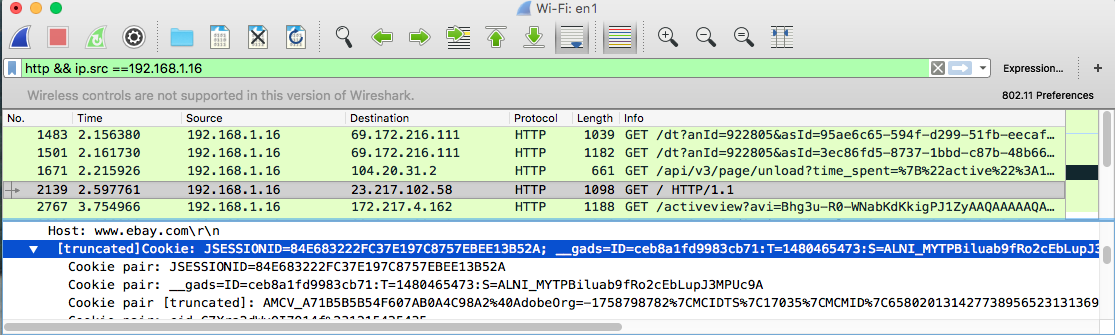 Wi-Fi: en1
http && ip.src ==192.168.1.16
Expression...
+
Wireless controls are not supported in this version of Wireshark.
802.11 Preferences
No. Time Source Destination Protocol Length Info
1483 2.156380 192.168.1.16 69.172.216.111 HTTP 1039 GET /dt?anId=922805&asId=95ae6c65-594f-d299-51fb-eecaf…
1501 2.161730 192.168.1.16 69.172.216.111 HTTP 1182 GET /dt?anId=922805&asId=3ec86fd5-8737-1bbd-c87b-48b66…
1671 2.215926 192.168.1.16 104.20.31.2 HTTP 661 GET /api/v3/page/unload?time_spent=%7B%22active%22%3A1…
2139 2.597761 192.168.1.16 23.217.102.58 HTTP 1098 GET / HTTP/1.1
2767 3.754966 192.168.1.16 172.217.4.162 HTTP 1188 GET /activeview?avi=Bhg3u-R0-WNabKdKkigPJ1ZyAAQAAAAAQA…
Host: www.ebay.com\r\n
[truncated]Cookie: JSESSIONID=84E683222FC37E197C8757EBEE13B52A; __gads=ID=ceb8a1fd9983cb71:T=1480465473:S=ALNI_MYTPBiluab9fRo2cEbLupJ3
Cookie pair: JSESSIONID=84E683222FC37E197C8757EBEE13B52A
Cookie pair: __gads=ID=ceb8a1fd9983cb71:T=1480465473:S=ALNI_MYTPBiluab9fRo2cEbLupJ3MPUc9A
Cookie pair [truncated]: AMCV_A71B5B5B54F607AB0A4C98A2%40AdobeOrg=-1758798782%7CMCIDTS%7C17035%7CMCMID%7C658020131427738956523131369